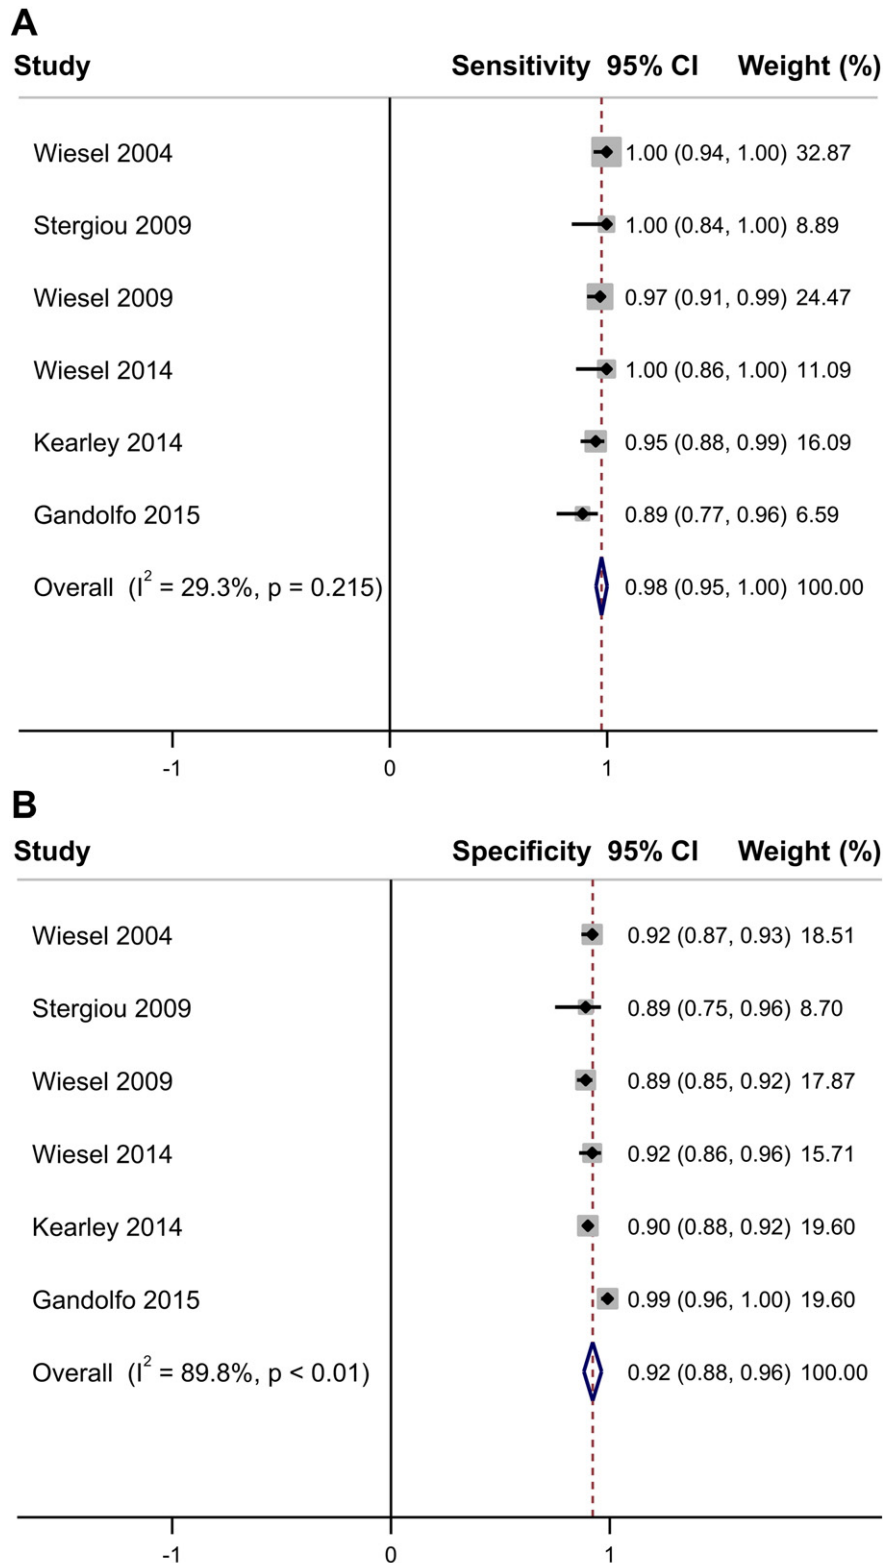 A
Study Sensitivity 95% CI Weight (%)
Wiesel 2004 1.00 (0.94, 1.00) 32.87
Stergiou 2009 1.00 (0.84, 1.00) 8.89
Wiesel 2009 0.97 (0.91, 0.99) 24.47
Wiesel 2014 1.00 (0.86, 1.00) 11.09
Kearley 2014 0.95 (0.88, 0.99) 16.09
Gandolfo 2015 0.89 (0.77, 0.96) 6.59
Overall (I² = 29.3%, p = 0.215) 0.98 (0.95, 1.00) 100.00
-1 0 1
B
Study Specificity 95% CI Weight (%)
Wiesel 2004 0.92 (0.87, 0.93) 18.51
Stergiou 2009 0.89 (0.75, 0.96) 8.70
Wiesel 2009 0.89 (0.85, 0.92) 17.87
Wiesel 2014 0.92 (0.86, 0.96) 15.71
Kearley 2014 0.90 (0.88, 0.92) 19.60
Gandolfo 2015 0.99 (0.96, 1.00) 19.60
Overall (I² = 89.8%, p < 0.01) 0.92 (0.88, 0.96) 100.00
-1 0 1